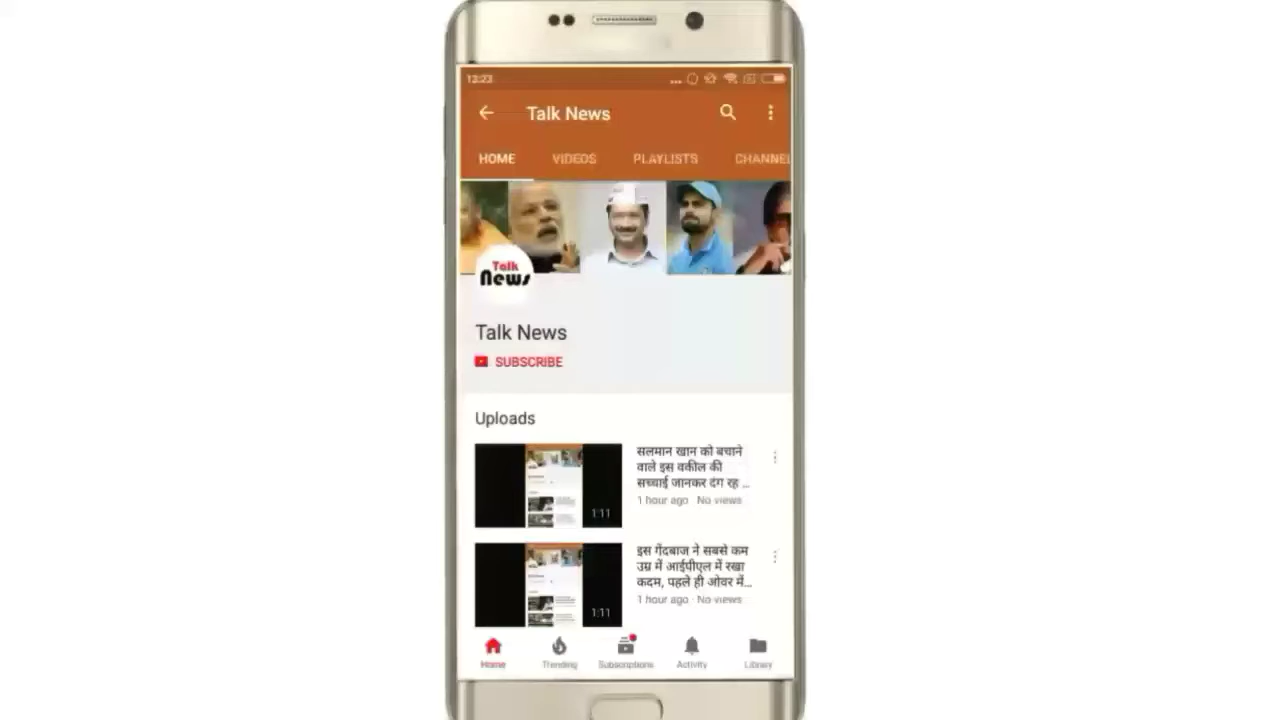 12:23
Talk News
HOME VIDEOS PLAYLISTS CHANNEL
Talk
News
Talk News
SUBSCRIBE
Uploads
सलमान खान को बचाने
वाले इस वकील की
सच्चाई जानकर दंग रह ...
1 hour ago · No views
1:11
इस गेंदबाज ने सबसे कम
उम्र में आईपीएल में रखा
कदम, पहले ही ओवर में...
1 hour ago · No views
1:11
Home Trending Subscriptions Activity Library